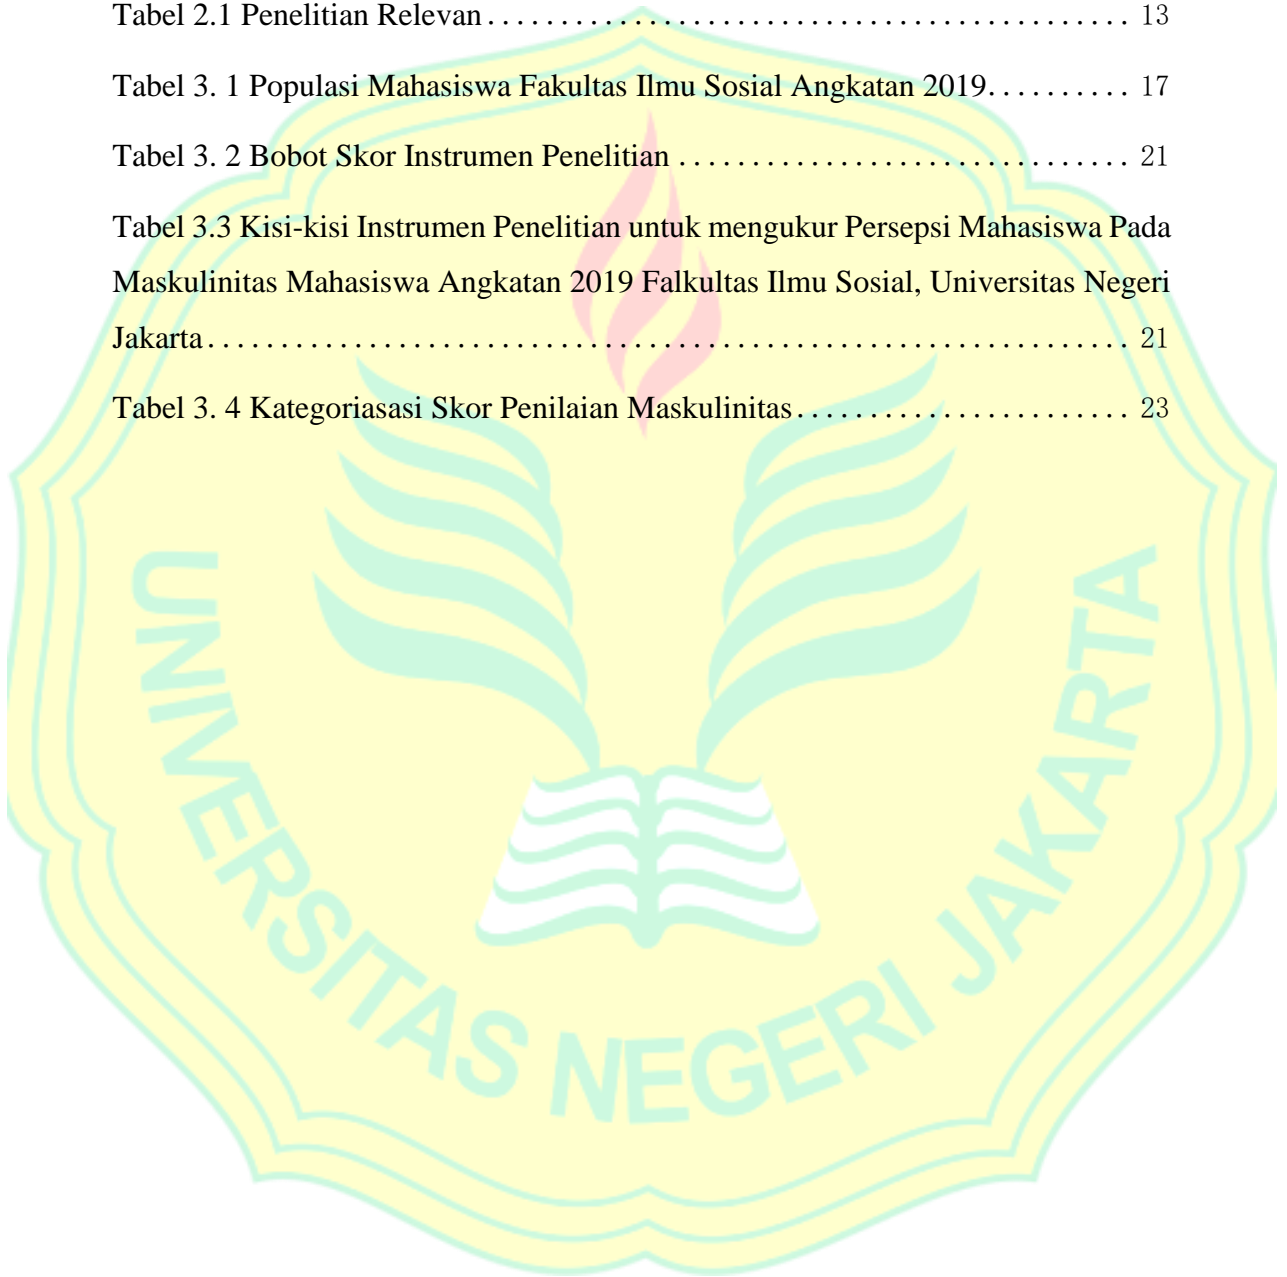 Tabel 2.1 Penelitian Relevan................................................ 13
Tabel 3. 1 Populasi Mahasiswa Fakultas Ilmu Sosial Angkatan 2019.......... 17
Tabel 3. 2 Bobot Skor Instrumen Penelitian ............................... 21
Tabel 3.3 Kisi-kisi Instrumen Penelitian untuk mengukur Persepsi Mahasiswa Pada
Maskulinitas Mahasiswa Angkatan 2019 Falkultas Ilmu Sosial, Universitas Negeri
Jakarta............................................................... 21
Tabel 3. 4 Kategoriasasi Skor Penilaian Maskulinitas....................... 23
UNIVERSITAS NEGERI JAKARTA